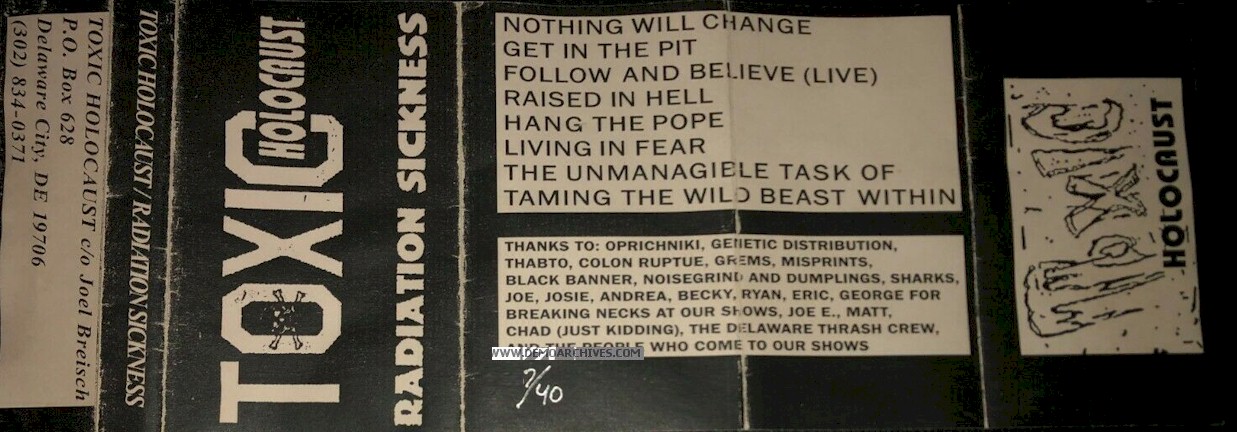 TOXIC HOLOCAUST c/o Joel Breisch
P.O. Box 628
Delaware City, DE 19706
(302) 834-0371
TOXIC HOLOCAUST / RADIATION SICKNESS
TOXIC
HOLOCAUST
RADIATION SICKNESS
NOTHING WILL CHANGE
GET IN THE PIT
FOLLOW AND BELIEVE (LIVE)
RAISED IN HELL
HANG THE POPE
LIVING IN FEAR
THE UNMANAGIBLE TASK OF
TAMING THE WILD BEAST WITHIN
THANKS TO: OPRICHNIKI, GENETIC DISTRIBUTION,
THABTO, COLON RUPTUE, GREMS, MISPRINTS,
BLACK BANNER, NOISEGRIND AND DUMPLINGS, SHARKS,
JOE, JOSIE, ANDREA, BECKY, RYAN, ERIC, GEORGE FOR
BREAKING NECKS AT OUR SHOWS, JOE E., MATT,
CHAD (JUST KIDDING), THE DELAWARE THRASH CREW,
AND THE PEOPLE WHO COME TO OUR SHOWS
WWW.DEMOARCHIVES.COM
7/40
TOXIC
HOLOCAUST